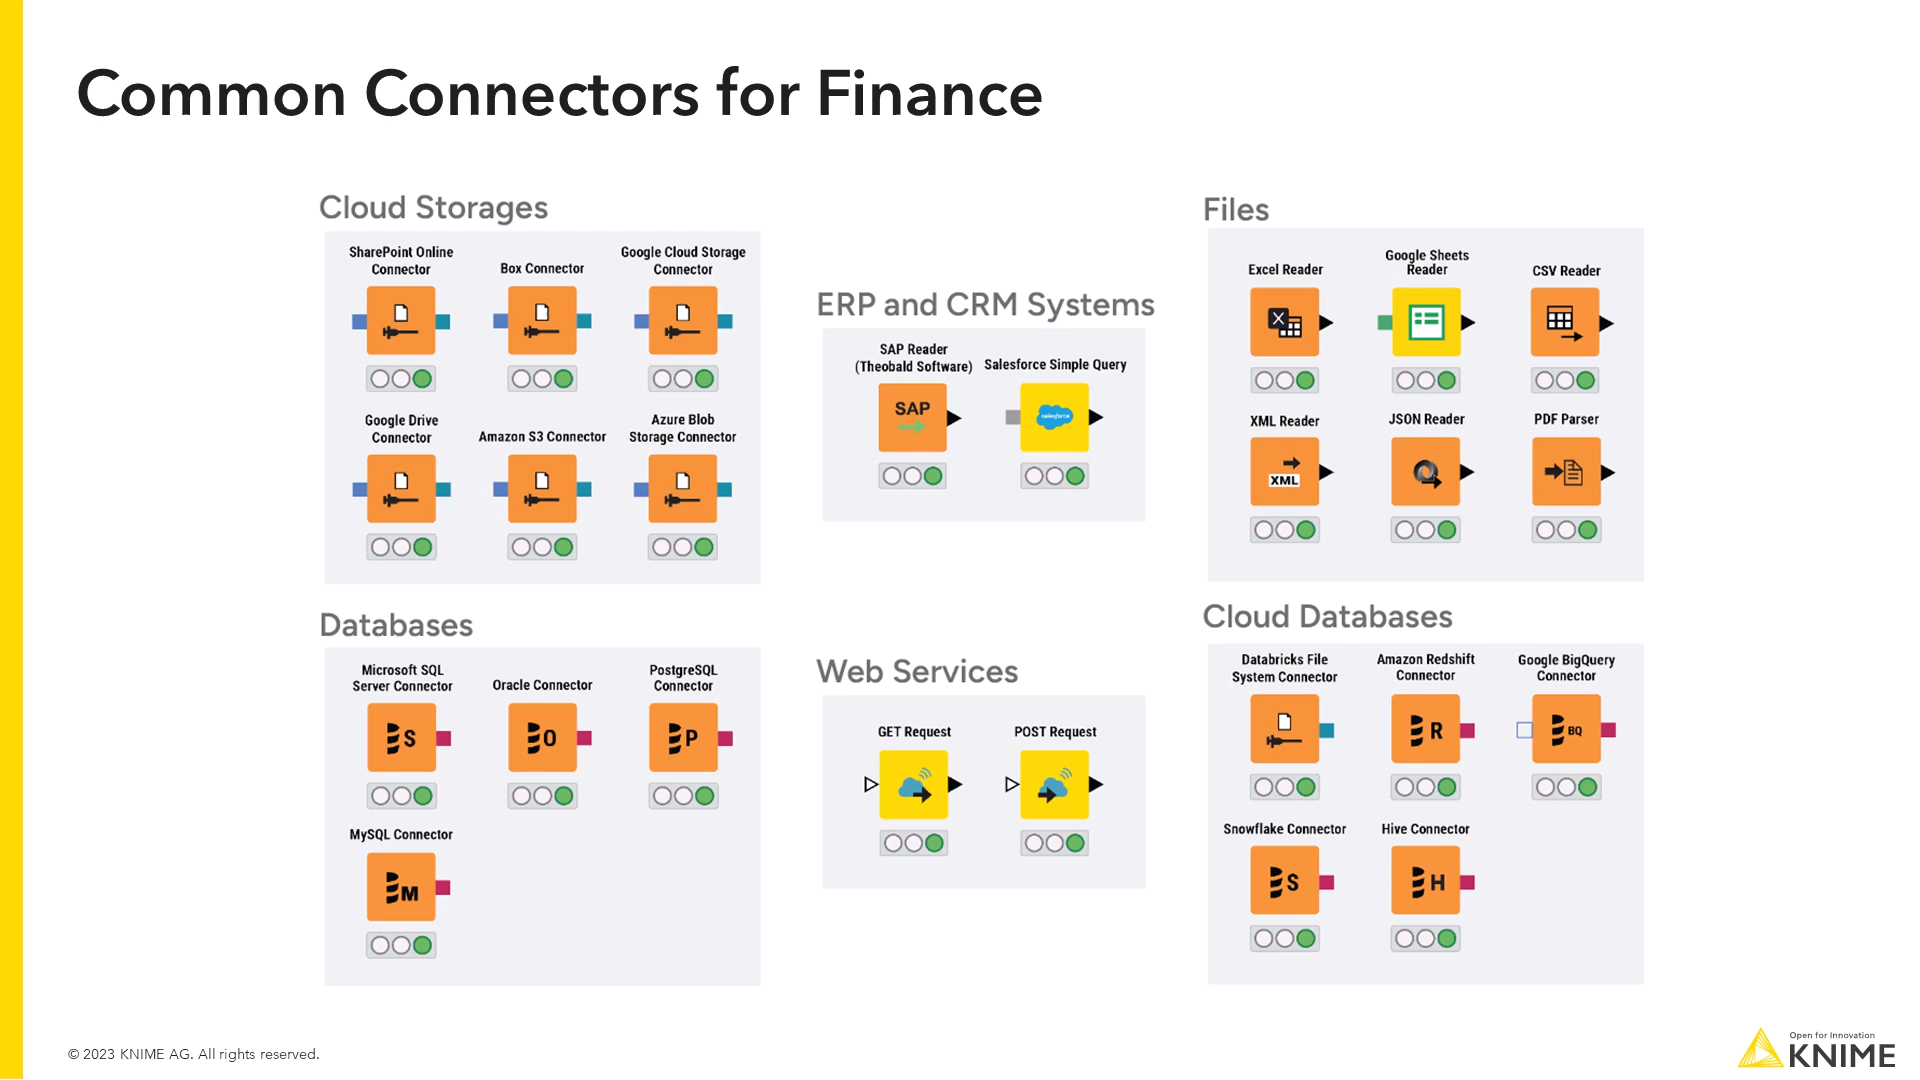 Common Connectors for Finance
Cloud Storages
SharePoint Online
Connector
Box Connector
Google Cloud Storage
Connector
Google Drive
Connector
Amazon S3 Connector
Azure Blob
Storage Connector
ERP and CRM Systems
SAP Reader
(Theobald Software)
SAP
Salesforce Simple Query
salesforce
Files
Excel Reader
X
Google Sheets
Reader
CSV Reader
XML Reader
XML
JSON Reader
PDF Parser
Databases
Microsoft SQL
Server Connector
S
Oracle Connector
O
PostgreSQL
Connector
P
MySQL Connector
M
Web Services
GET Request
POST Request
Cloud Databases
Databricks File
System Connector
Amazon Redshift
Connector
R
Google BigQuery
Connector
BQ
Snowflake Connector
S
Hive Connector
H
© 2023 KNIME AG. All rights reserved.
Open for Innovation
KNIME